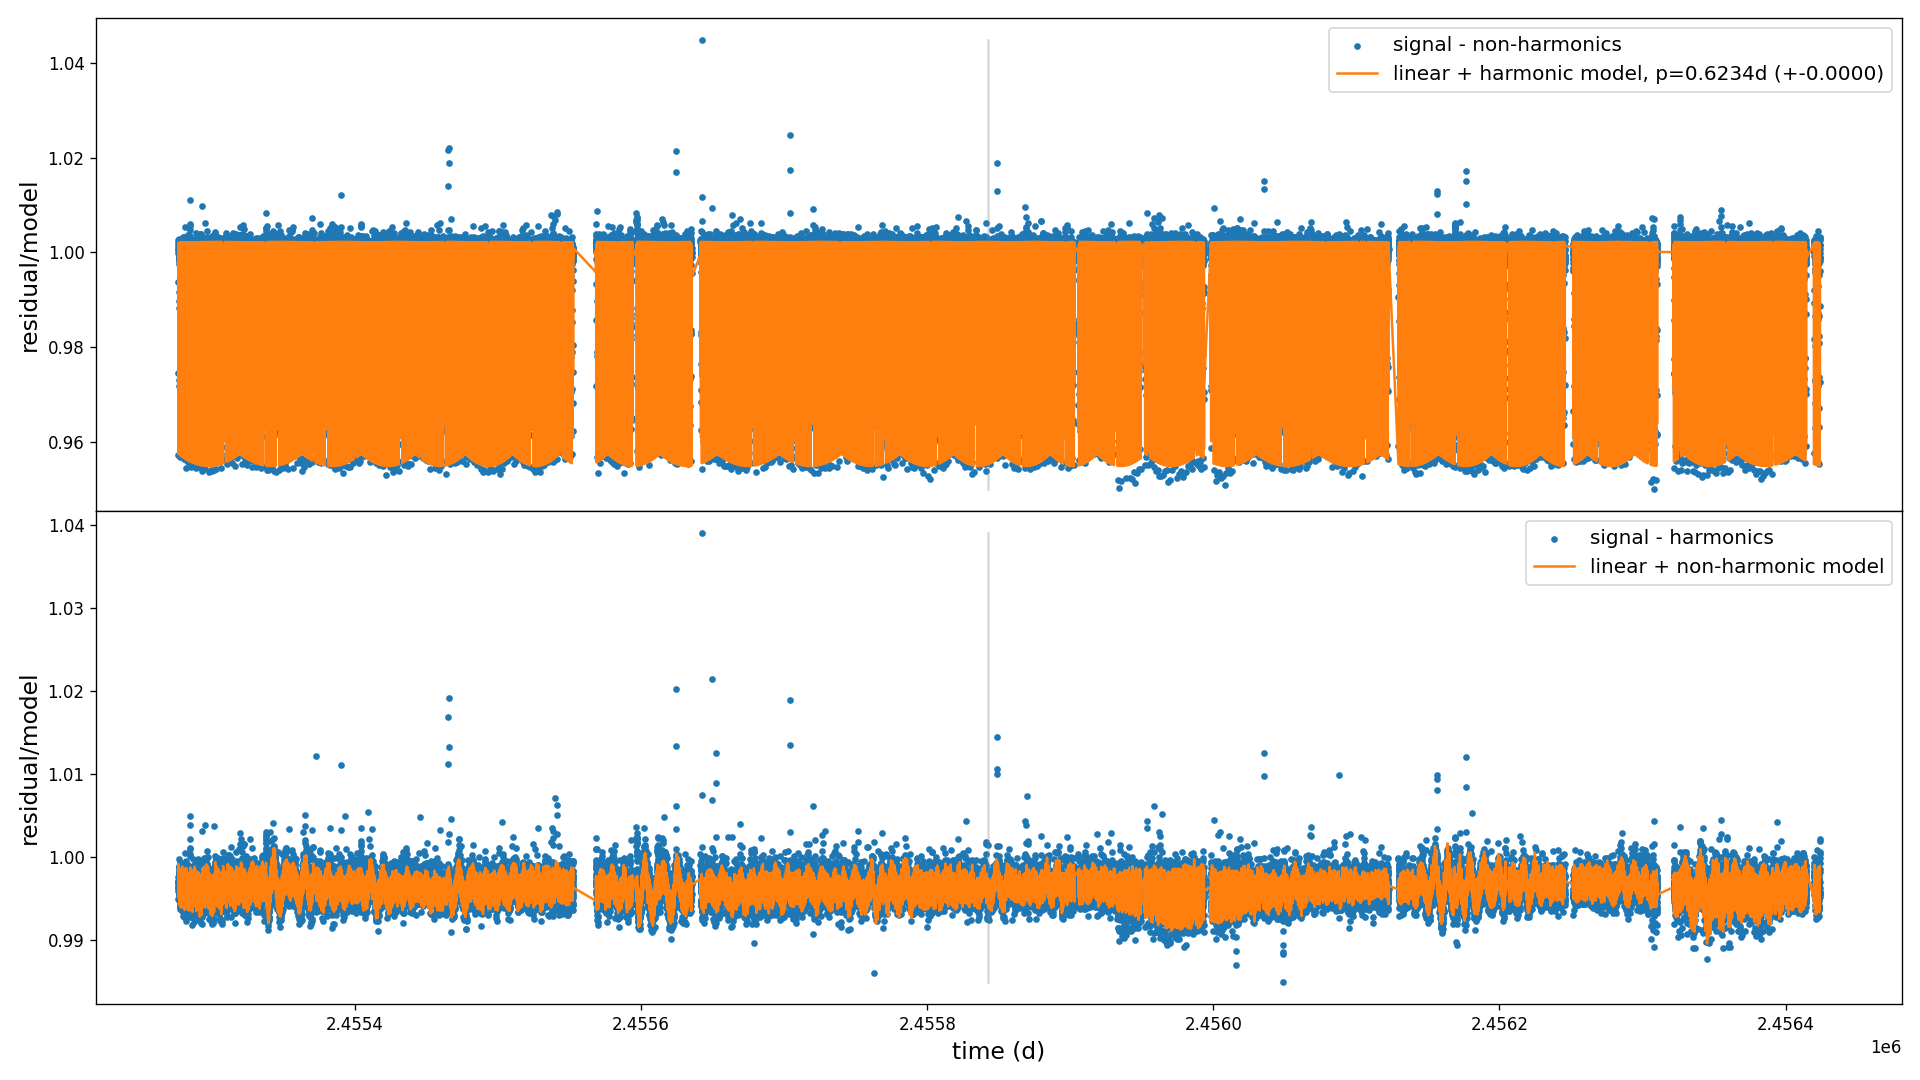 signal - non-harmonics
linear + harmonic model, p=0.6234d (+-0.0000)
residual/model
1.04
1.02
1.00
0.98
0.96
signal - harmonics
linear + non-harmonic model
residual/model
1.04
1.03
1.02
1.01
1.00
0.99
2.4554 2.4556 2.4558 2.4560 2.4562 2.4564
time (d)
1e6